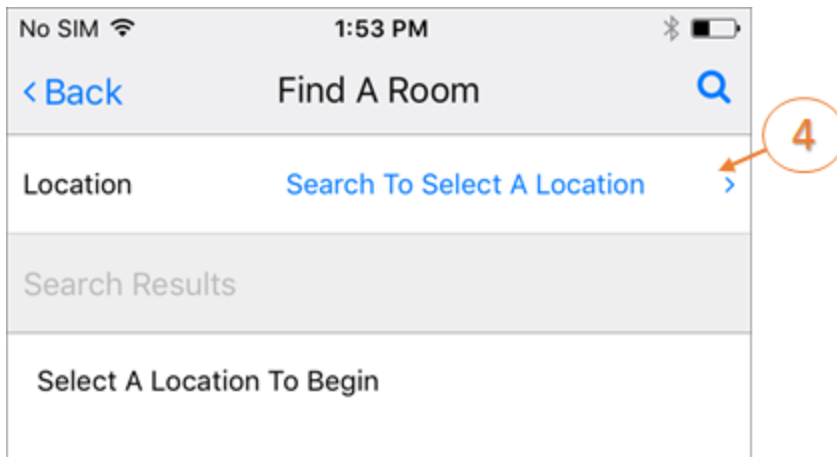 No SIM 1:53 PM
< Back Find A Room
Location Search To Select A Location >
4
Search Results
Select A Location To Begin